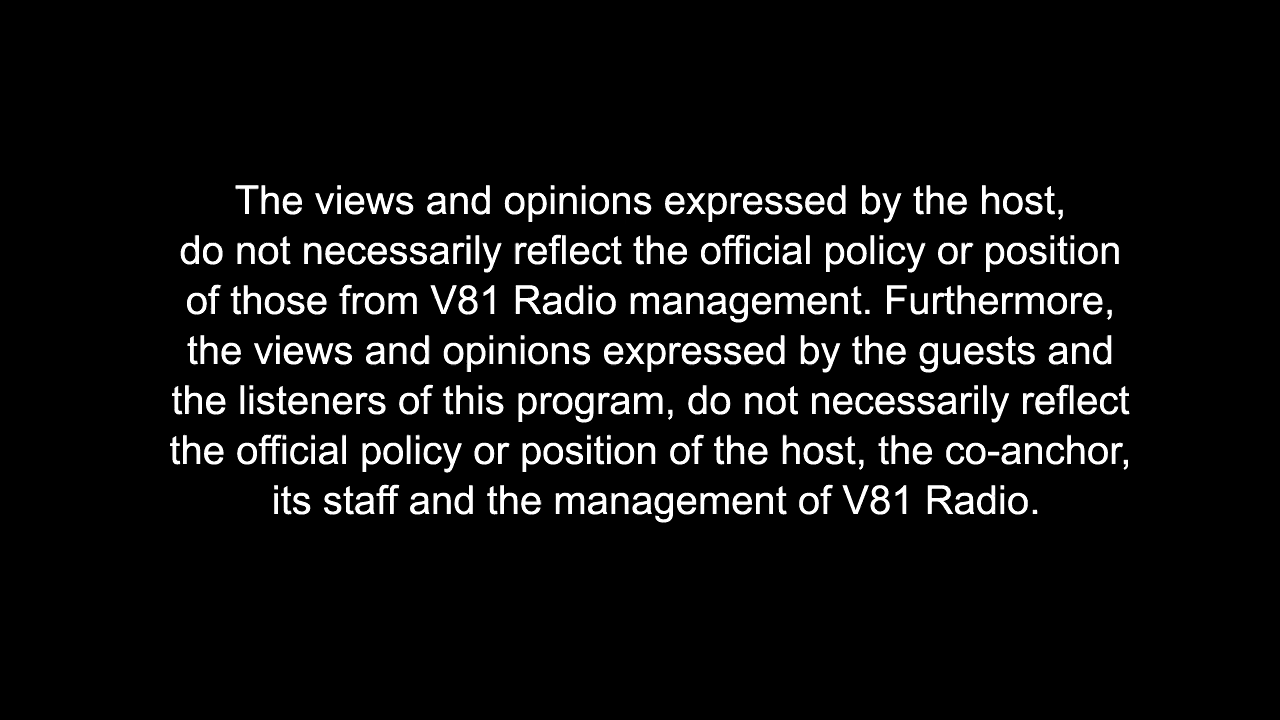 The views and opinions expressed by the host,
do not necessarily reflect the official policy or position
of those from V81 Radio management. Furthermore,
the views and opinions expressed by the guests and
the listeners of this program, do not necessarily reflect
the official policy or position of the host, the co-anchor,
its staff and the management of V81 Radio.